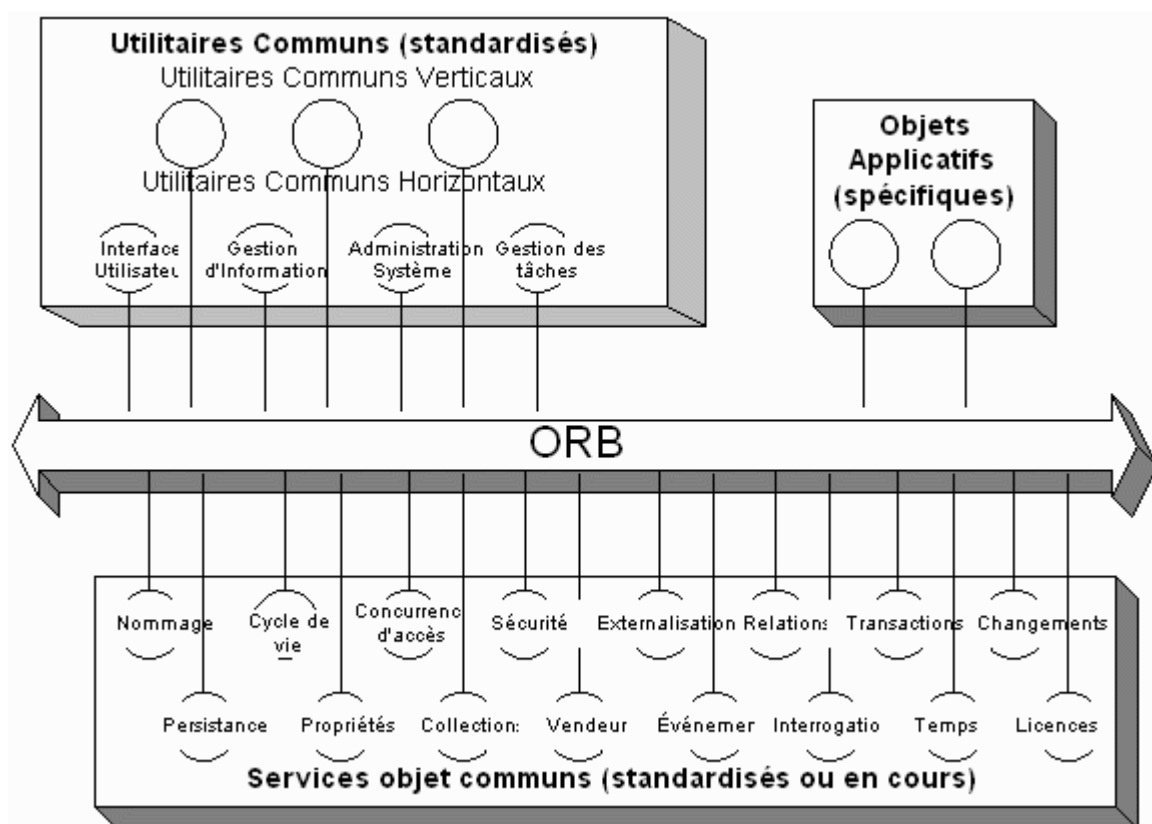 Utilitaires Communs (standardisés)
Utilitaires Communs Verticaux
Utilitaires Communs Horizontaux
Interface
Utilisateu
Gestion
d'Information
Administration
Système
Gestion des
tâches
Objets
Applicatifs
(spécifiques)
ORB
Nommage
Cycle de
vie
Concurrenc
d'accès
Sécurité
Externalisation
Relations
Transactions
Changements
Persistance
Propriétés
Collection:
Vendeur
Événemer
Interrogatio
Temps
Licences
Services objet communs (standardisés ou en cours)